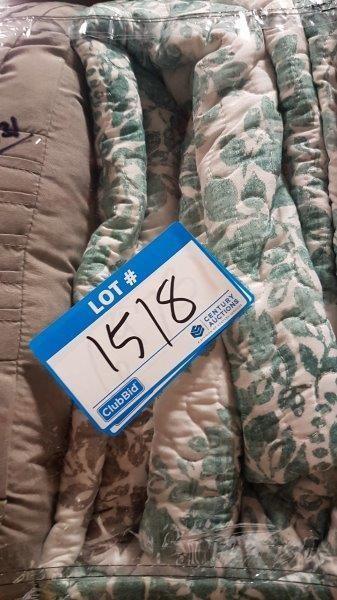 LOT #
1518
ClubBid
CENTURY
AUCTIONS